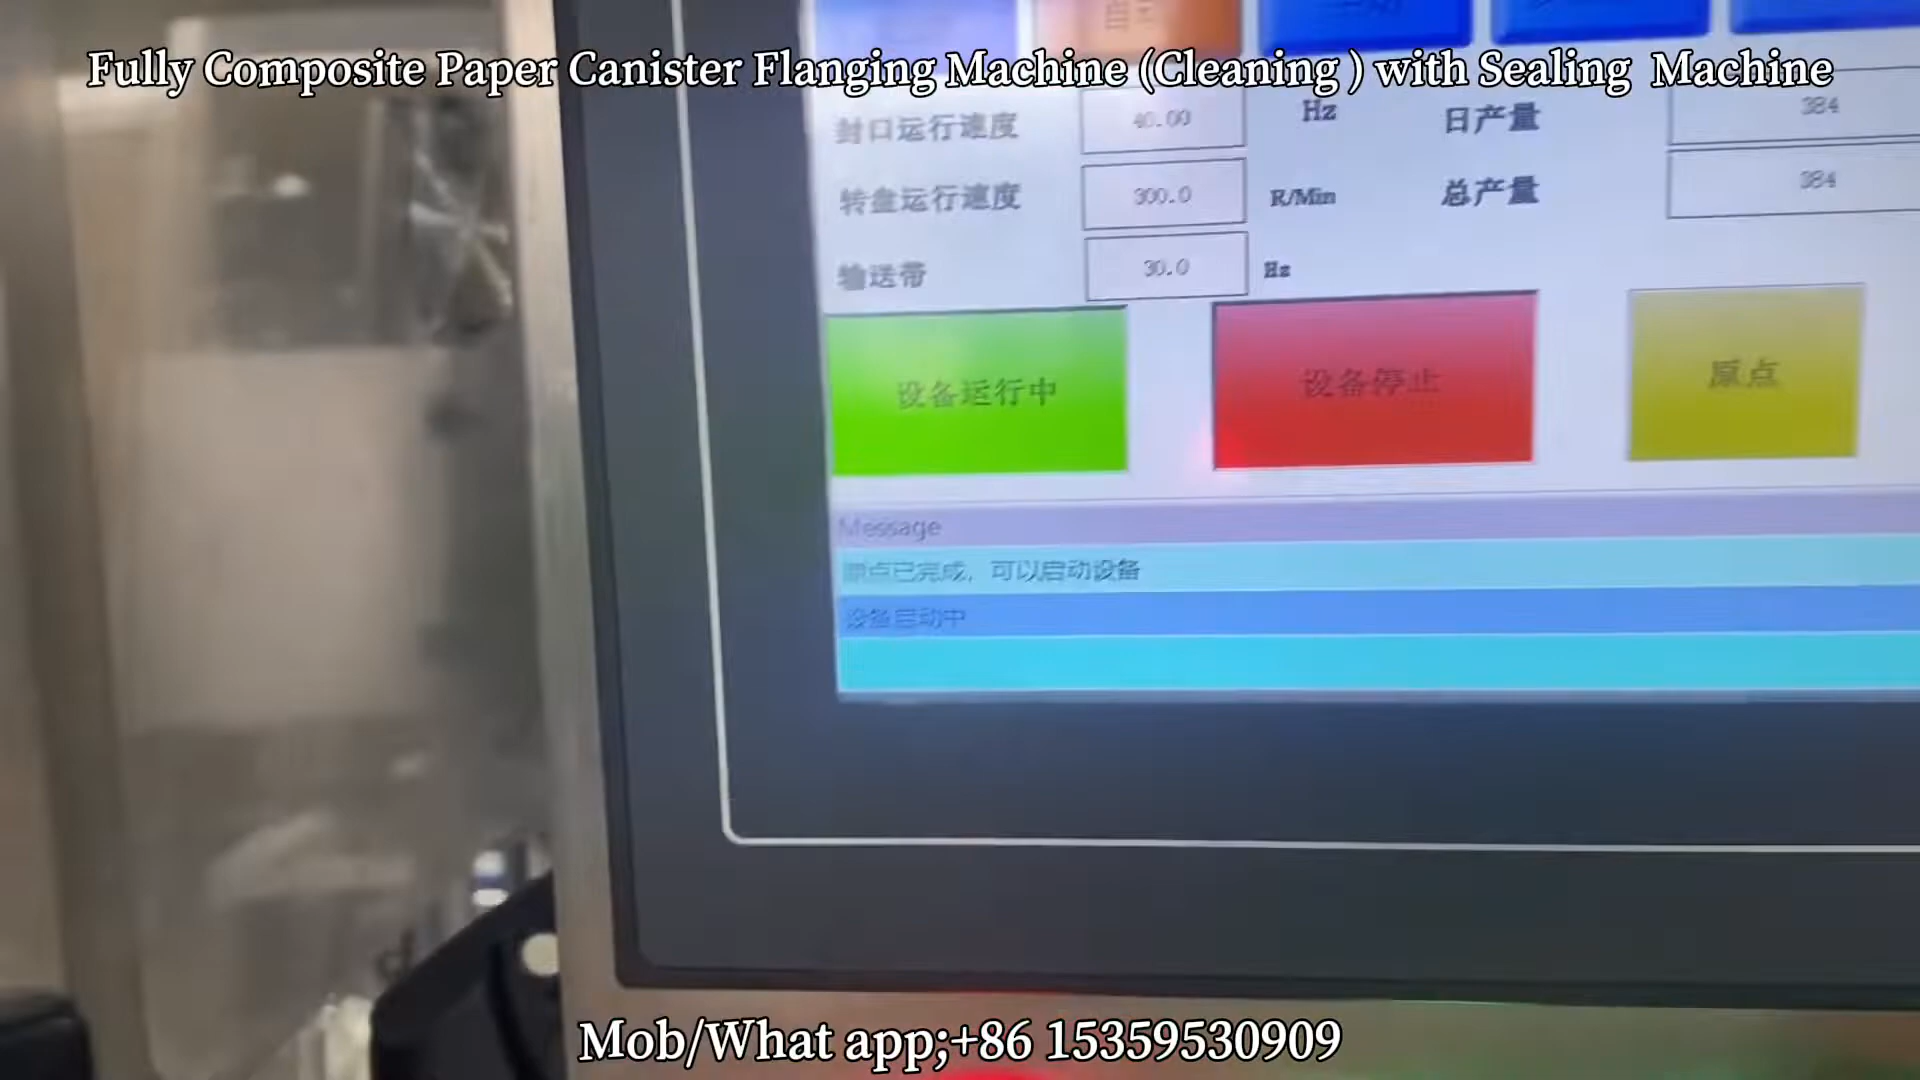 Fully Composite Paper Canister Flanging Machine (Cleaning ) with Sealing Machine
封口运行速度 40.00 Hz 日产量 384
转盘运行速度 300.0 R/Min 总产量 384
输送带 30.0 Hz
设备运行中 设备停止 原点
Message
原点已完成，可以启动设备
设备启动中
Mob/What app;+86 15359530909